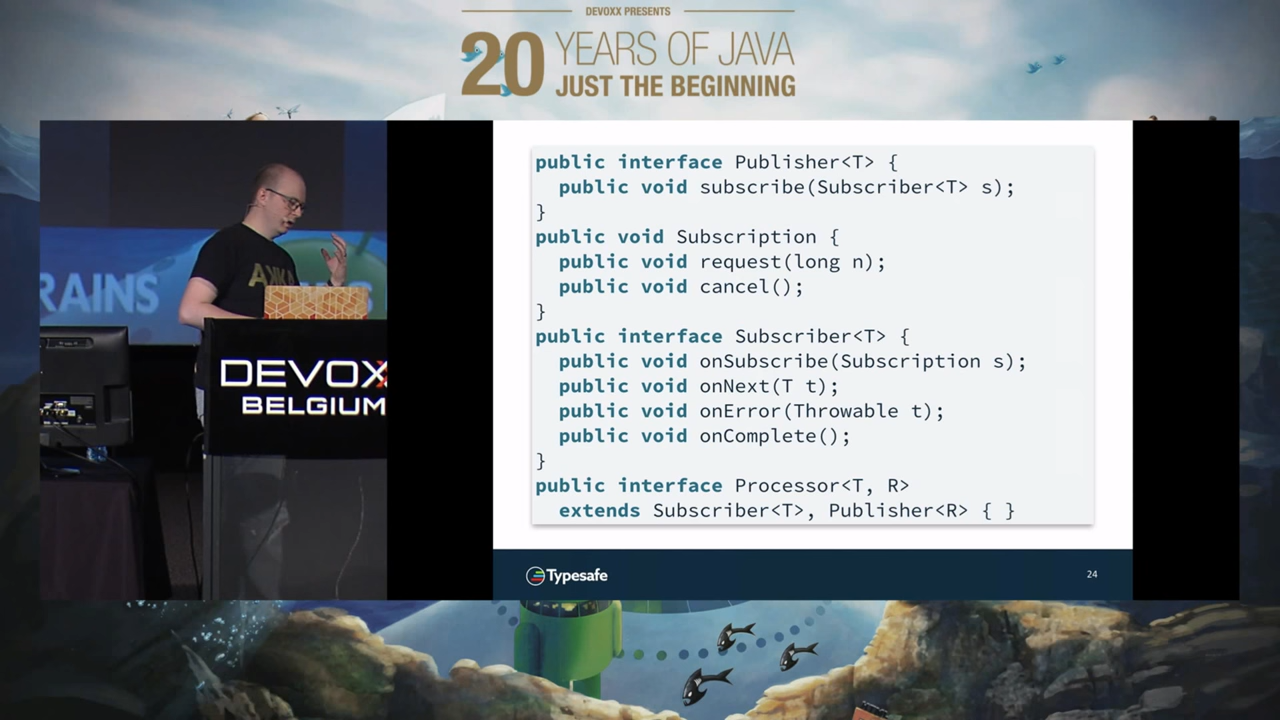 DEVOXX PRESENTS
20 YEARS OF JAVA
JUST THE BEGINNING
RAINS
AKKA
DEVOXX
BELGIUM
public interface Publisher<T> {
  public void subscribe(Subscriber<T> s);
}
public void Subscription {
  public void request(long n);
  public void cancel();
}
public interface Subscriber<T> {
  public void onSubscribe(Subscription s);
  public void onNext(T t);
  public void onError(Throwable t);
  public void onComplete();
}
public interface Processor<T, R>
  extends Subscriber<T>, Publisher<R> { }
Typesafe
24